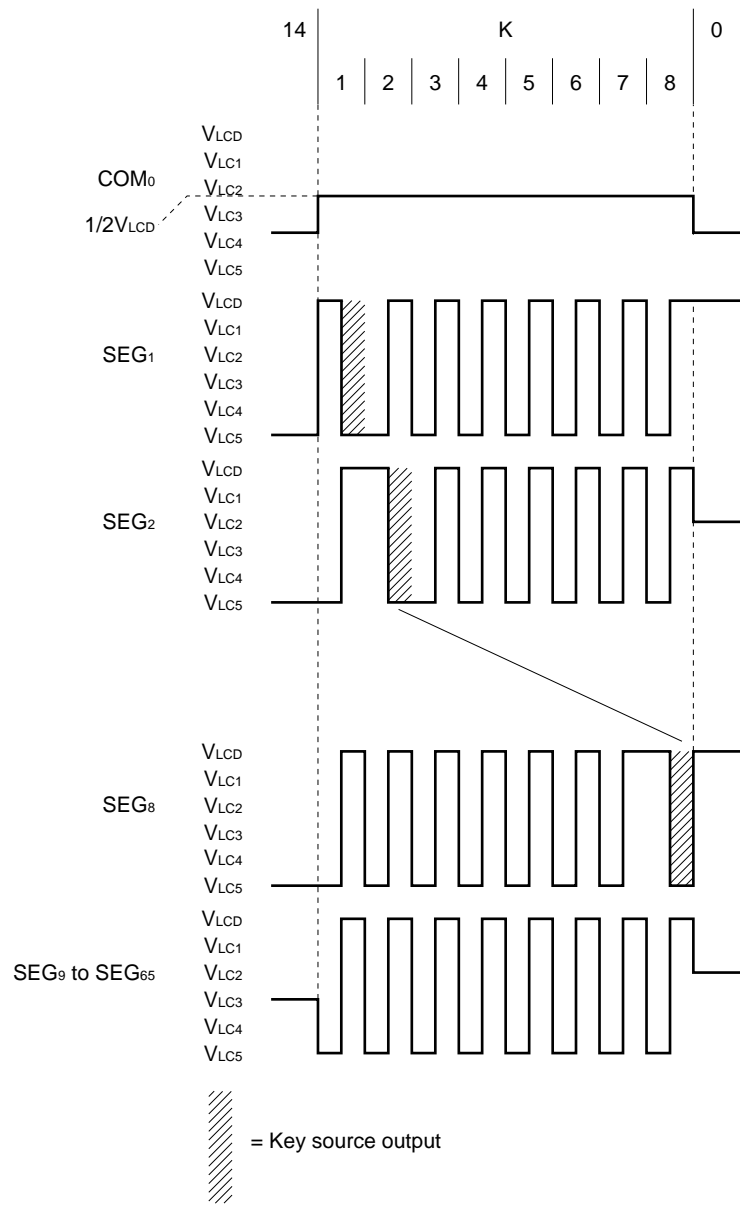 14 K 0
1 2 3 4 5 6 7 8
VLCD
VLC1
COM0
VLC2
1/2VLCD
VLC3
VLC4
VLC5
VLCD
VLC1
SEG1
VLC2
VLC3
VLC4
VLC5
VLCD
VLC1
SEG2
VLC2
VLC3
VLC4
VLC5
VLCD
VLC1
SEG8
VLC2
VLC3
VLC4
VLC5
VLCD
VLC1
SEG9 to SEG65
VLC2
VLC3
VLC4
VLC5
= Key source output